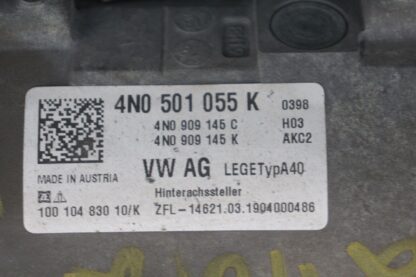 4N0 501 055 K 0398
4N0 909 145 C H03
4N0 909 145 K AKC2
MADE IN AUSTRIA VW AG LEGETypA40
Hinterachssteller
100 104 830 10/K ZFL-14621.03.1904000486